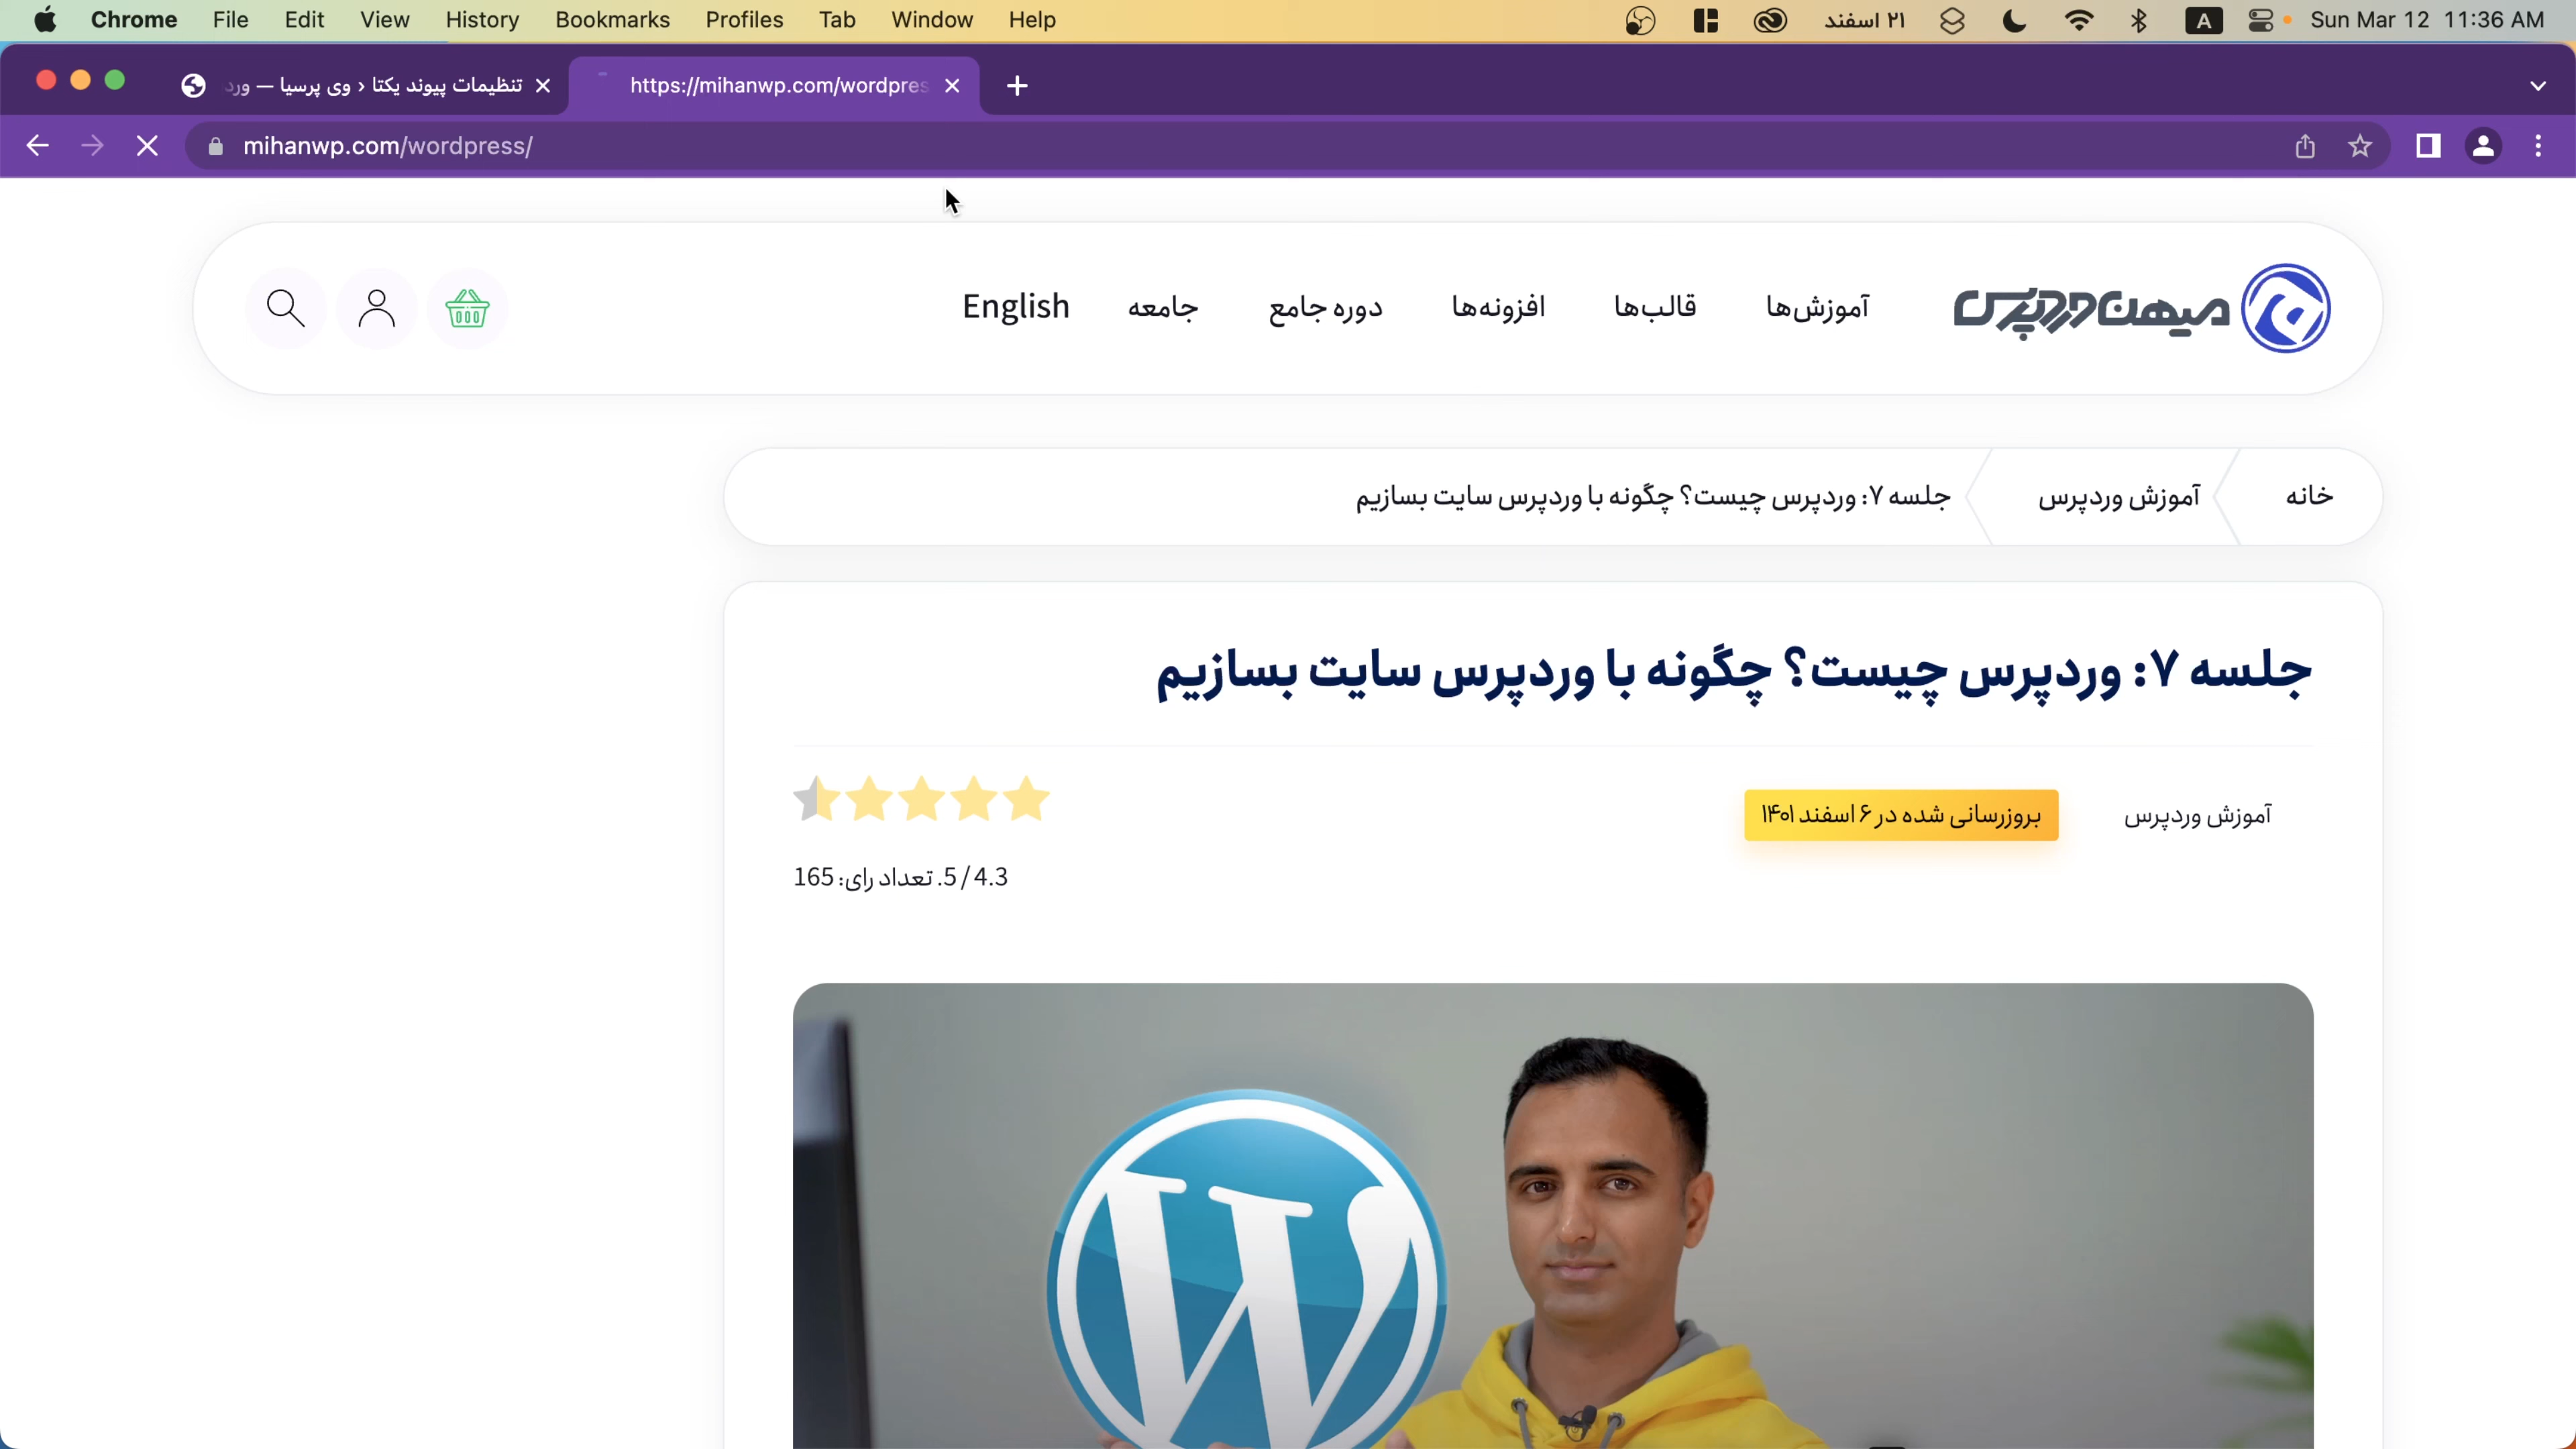 Chrome File Edit View History Bookmarks Profiles Tab Window Help ۲۱ اسفند A Sun Mar 12 11:36 AM
تنظیمات پیوند یکتا ‹ وی پرسیا — ورد
https://mihanwp.com/wordpres
mihanwp.com/wordpress/
میهن وردپرس
آموزش‌ها قالب‌ها افزونه‌ها دوره جامع جامعه English
خانه آموزش وردپرس جلسه ۷: وردپرس چیست؟ چگونه با وردپرس سایت بسازیم
جلسه ۷: وردپرس چیست؟ چگونه با وردپرس سایت بسازیم
آموزش وردپرس بروزرسانی شده در ۶ اسفند ۱۴۰۱
4.3 / 5. تعداد رای: 165